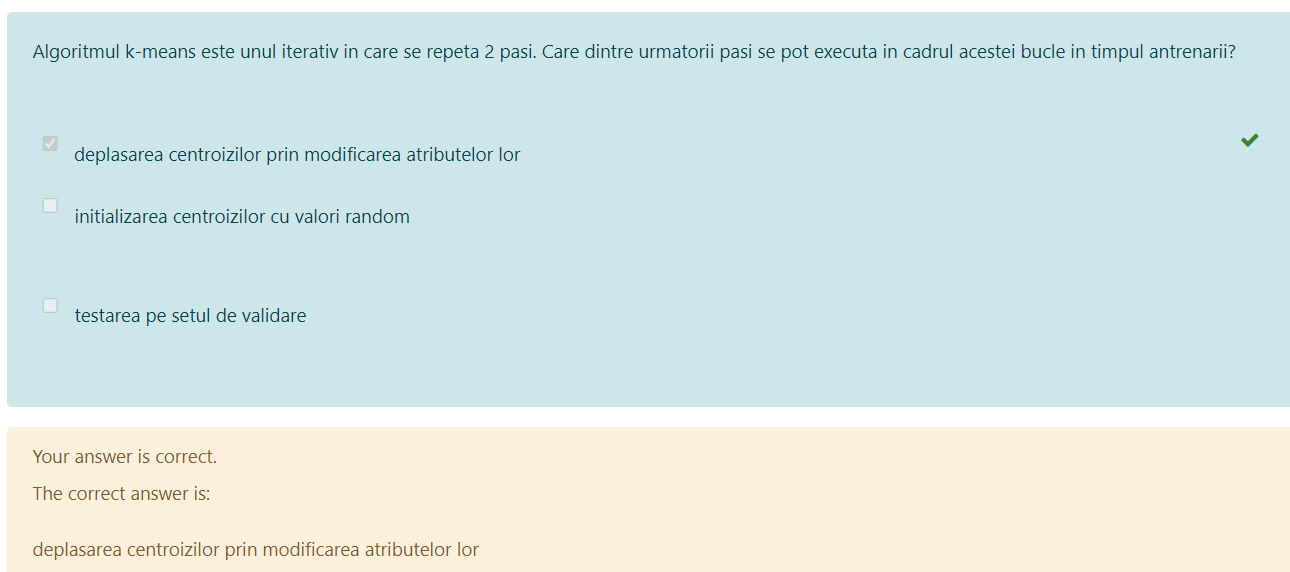 Algoritmul k-means este unul iterativ in care se repeta 2 pasi. Care dintre urmatorii pasi se pot executa in cadrul acestei bucle in timpul antrenarii?
deplasarea centroizilor prin modificarea atributelor lor
initializarea centroizilor cu valori random
testarea pe setul de validare
Your answer is correct.
The correct answer is:
deplasarea centroizilor prin modificarea atributelor lor